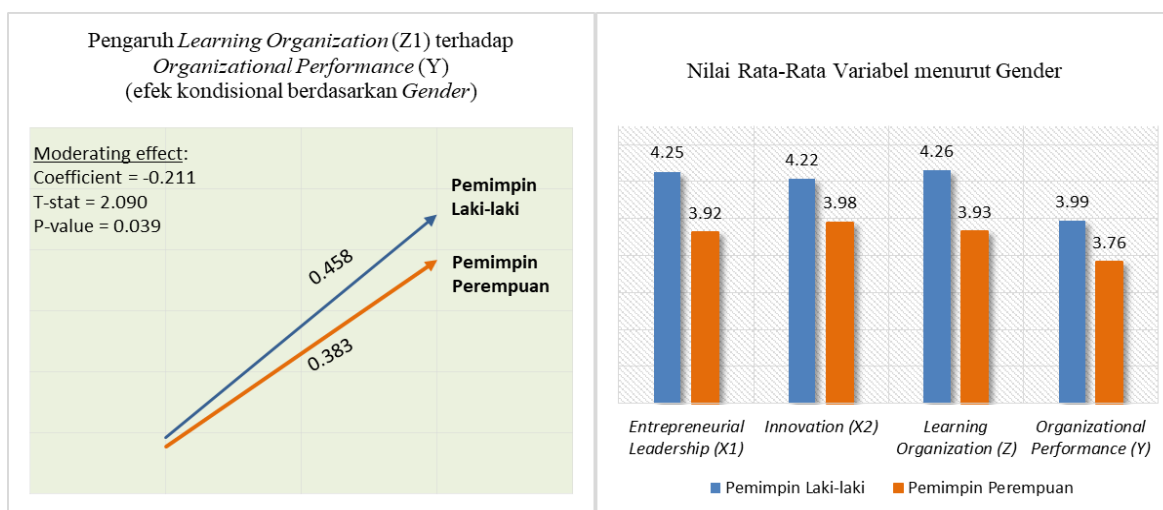 Pengaruh Learning Organization (Z1) terhadap
Organizational Performance (Y)
(efek kondisional berdasarkan Gender)
Moderating effect:
Coefficient = -0.211
T-stat = 2.090
P-value = 0.039
Pemimpin
Laki-laki
0.458
Pemimpin
Perempuan
0.383
Nilai Rata-Rata Variabel menurut Gender
4.25
3.92
4.22
3.98
4.26
3.93
3.99
3.76
Entrepreneurial
Leadership (X1)
Innovation (X2)
Learning
Organization (Z)
Organizational
Performance (Y)
Pemimpin Laki-laki
Pemimpin Perempuan